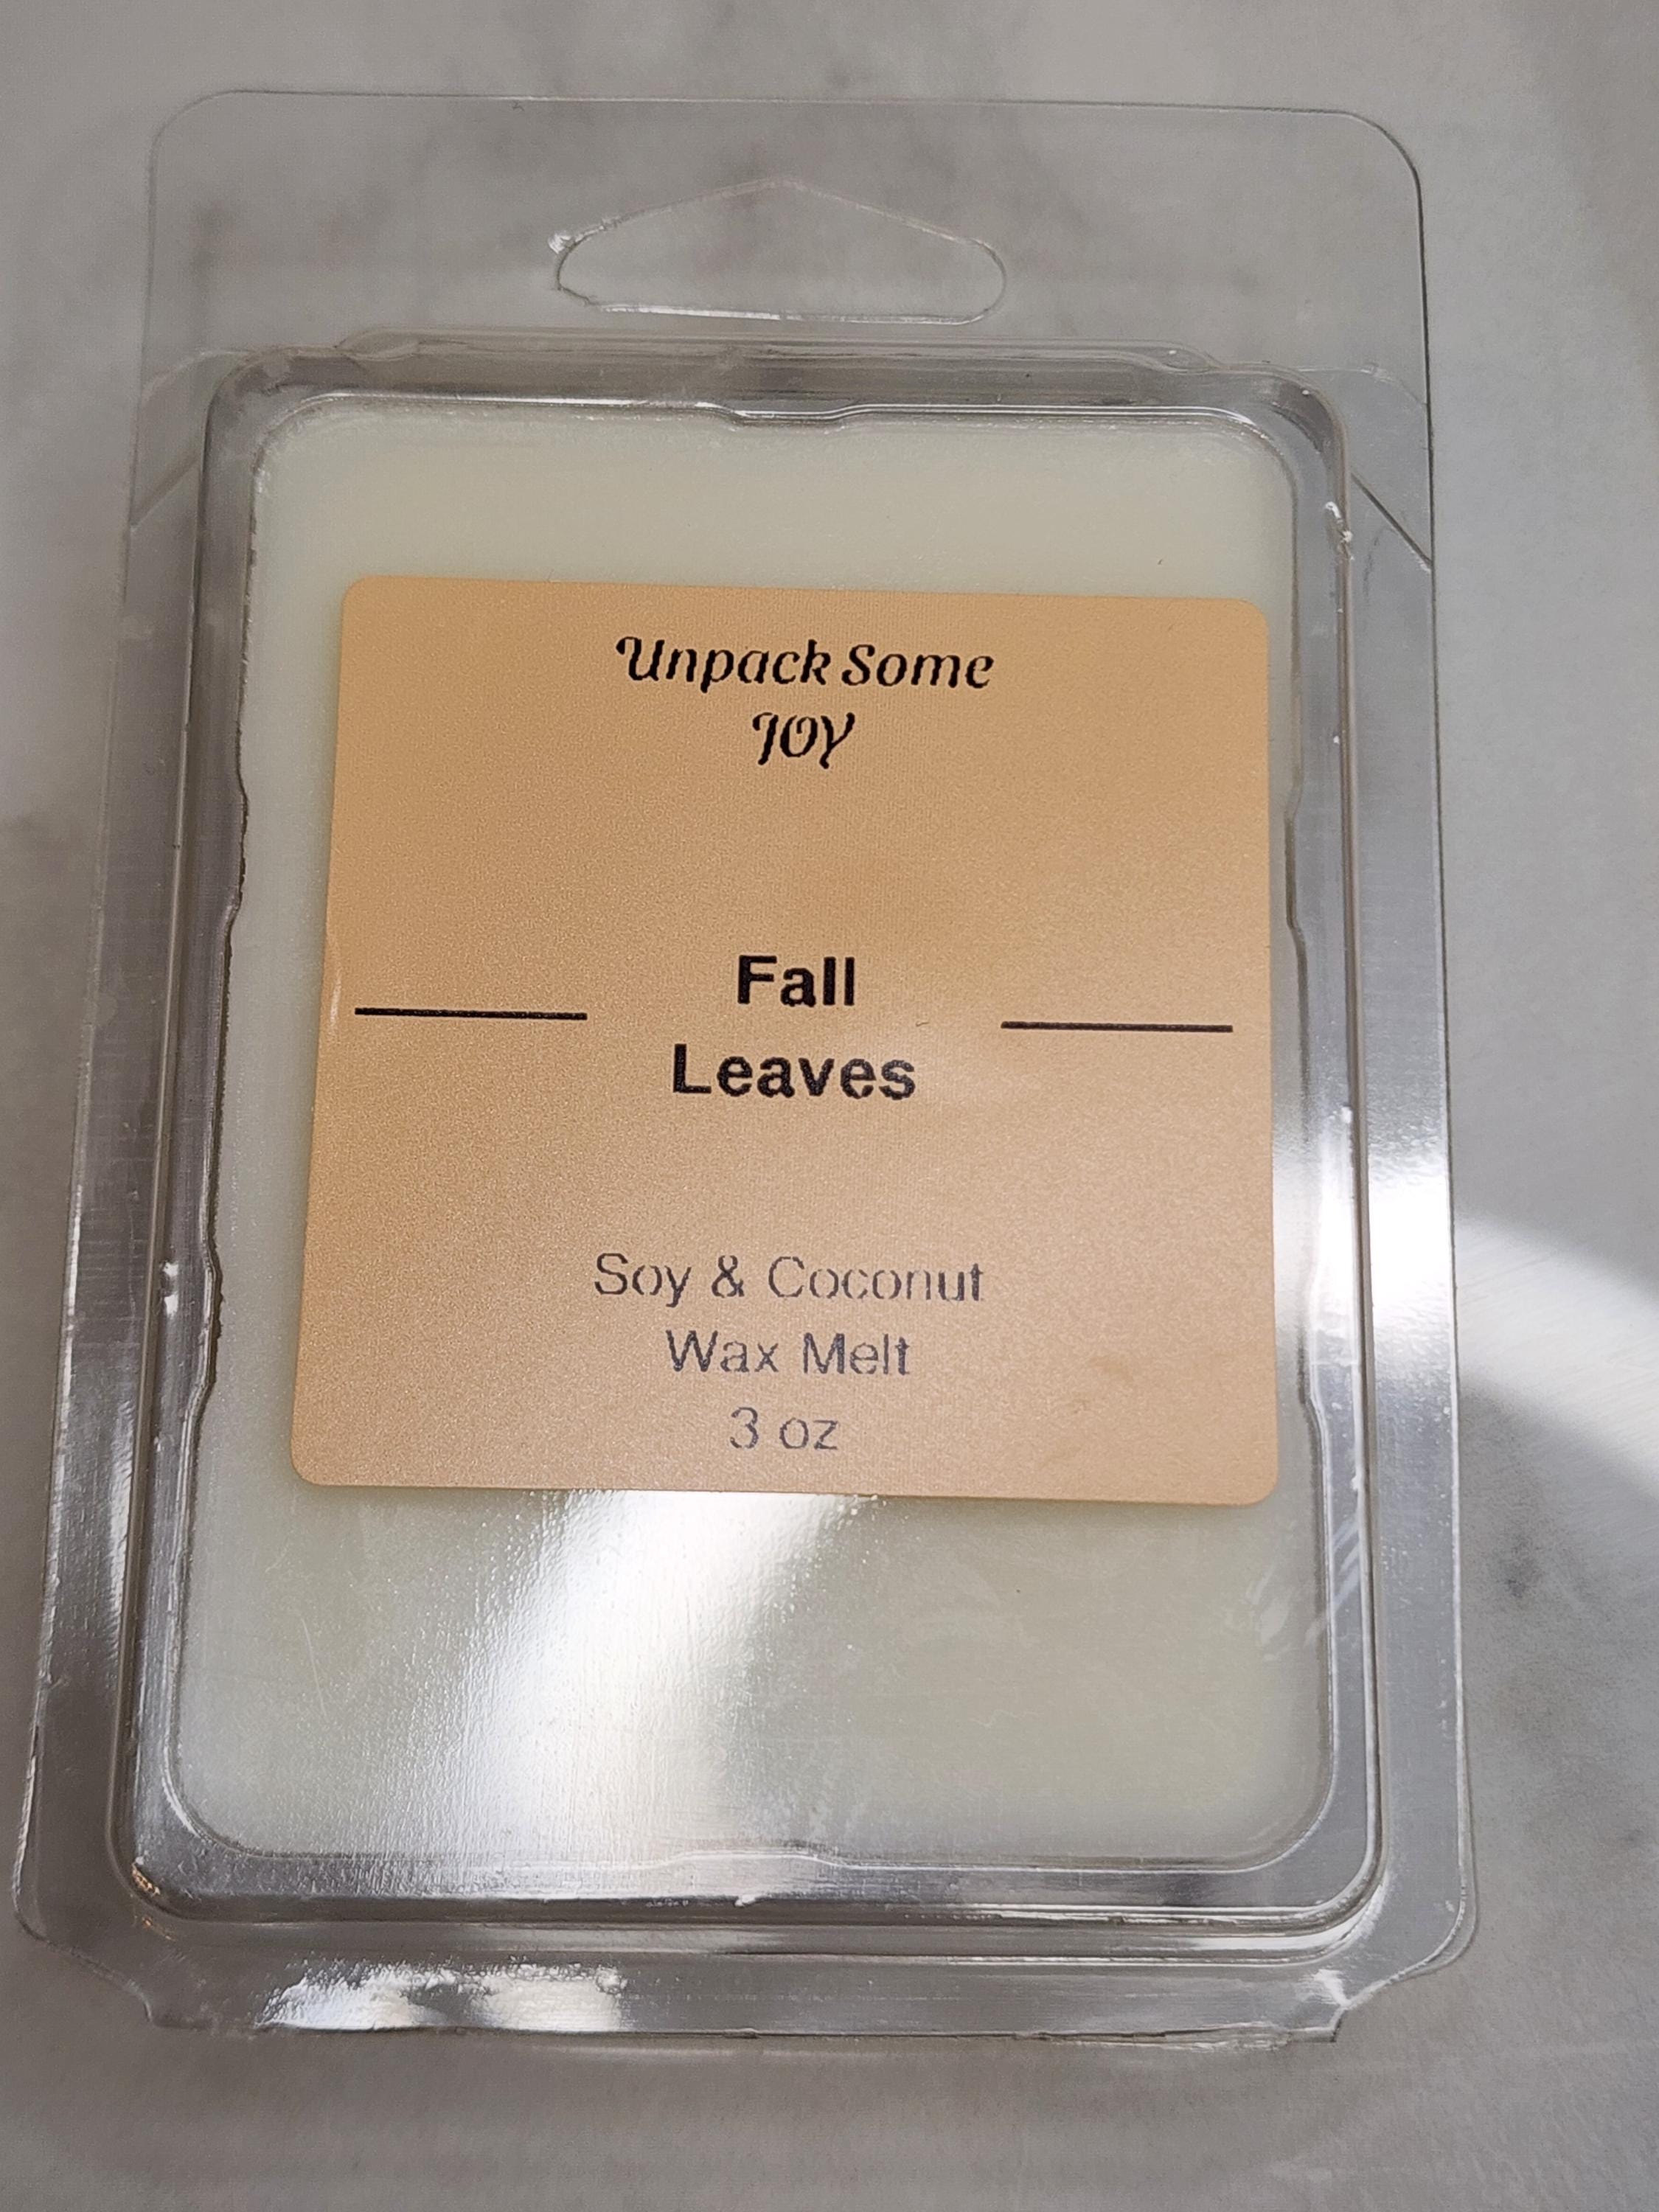 Unpack Some
JOY
Fall
Leaves
Soy & Coconut
Wax Melt
3 oz